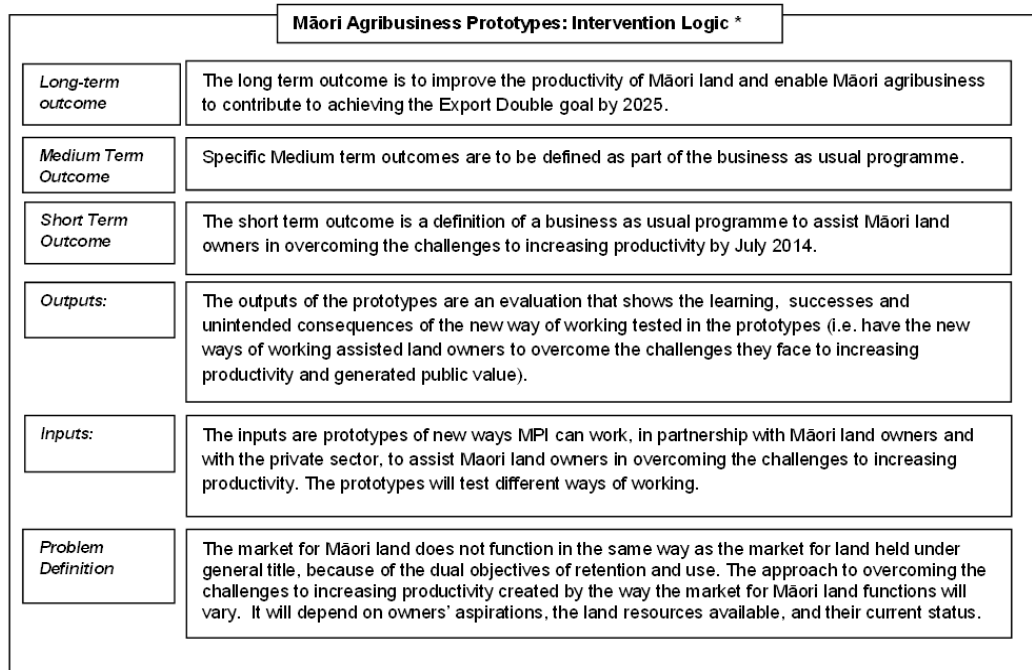 Māori Agribusiness Prototypes: Intervention Logic *
Long-term
outcome
The long term outcome is to improve the productivity of Māori land and enable Māori agribusiness
to contribute to achieving the Export Double goal by 2025.
Medium Term
Outcome
Specific Medium term outcomes are to be defined as part of the business as usual programme.
Short Term
Outcome
The short term outcome is a definition of a business as usual programme to assist Māori land
owners in overcoming the challenges to increasing productivity by July 2014.
Outputs:
The outputs of the prototypes are an evaluation that shows the learning, successes and
unintended consequences of the new way of working tested in the prototypes (i.e. have the new
ways of working assisted land owners to overcome the challenges they face to increasing
productivity and generated public value).
Inputs:
The inputs are prototypes of new ways MPI can work, in partnership with Māori land owners and
with the private sector, to assist Maori land owners in overcoming the challenges to increasing
productivity. The prototypes will test different ways of working.
Problem
Definition
The market for Māori land does not function in the same way as the market for land held under
general title, because of the dual objectives of retention and use. The approach to overcoming the
challenges to increasing productivity created by the way the market for Māori land functions will
vary. It will depend on owners' aspirations, the land resources available, and their current status.